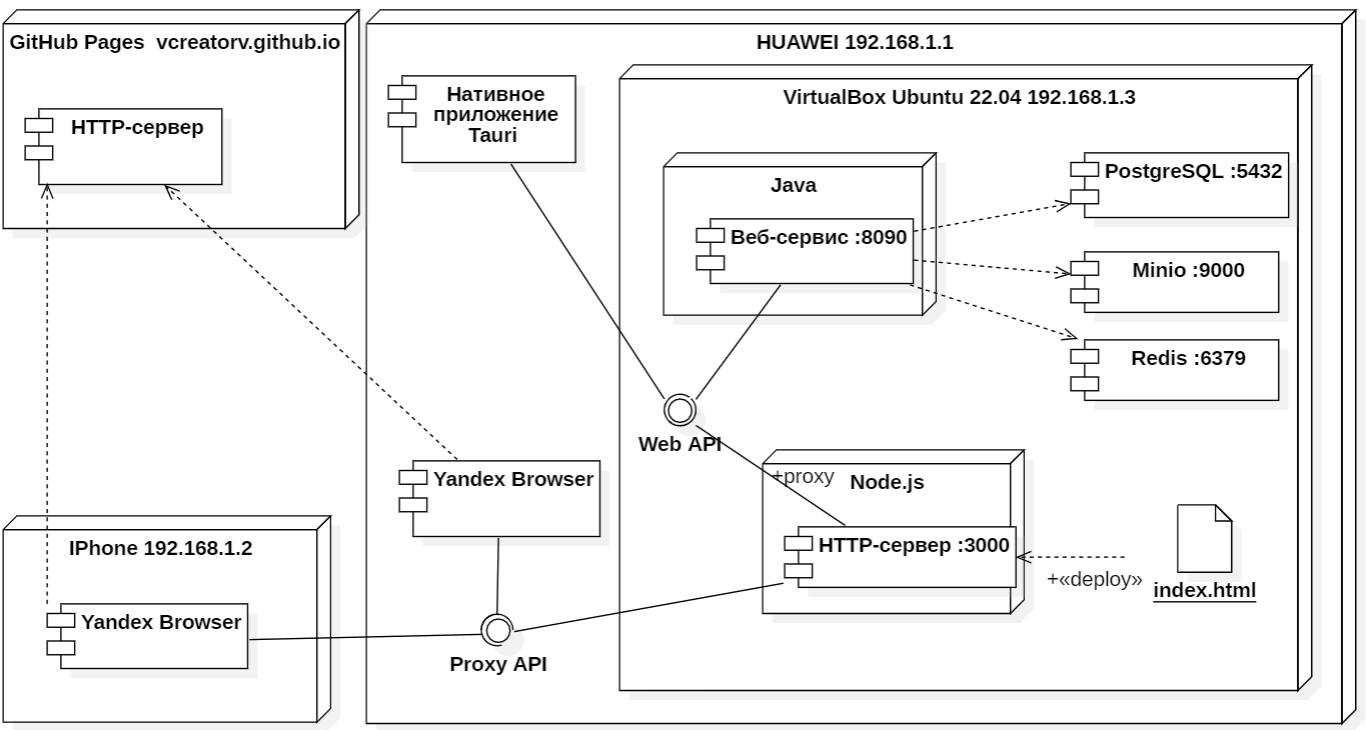 GitHub Pages  vcreatorv.github.io
HTTP-сервер
HUAWEI 192.168.1.1
Нативное
приложение
Tauri
VirtualBox Ubuntu 22.04 192.168.1.3
Java
Веб-сервис :8090
PostgreSQL :5432
Minio :9000
Redis :6379
Web API
+proxy
Node.js
HTTP-сервер :3000
+«deploy»
index.html
Yandex Browser
IPhone 192.168.1.2
Yandex Browser
Proxy API